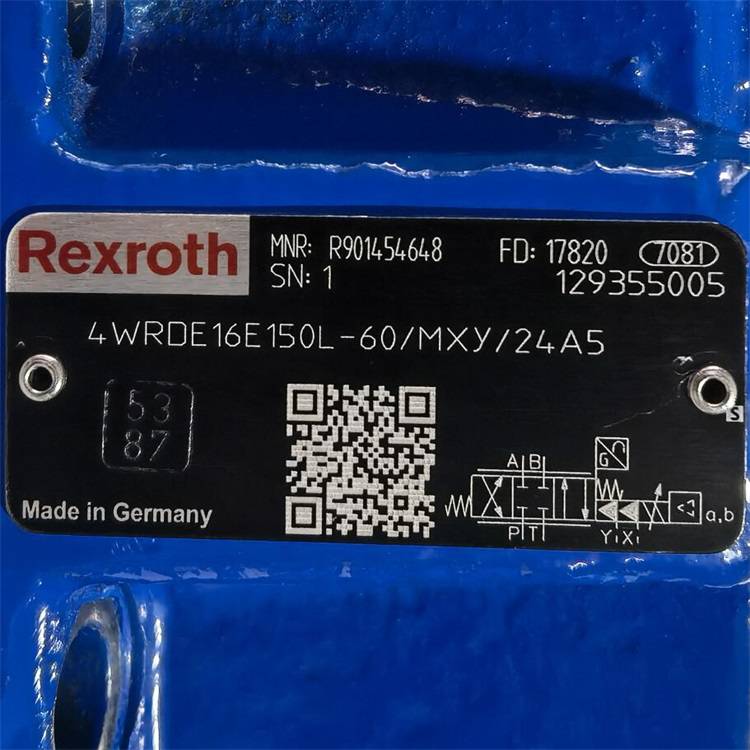 Rexroth
MNR: R901454648 FD: 17820 7081
SN: 1 129355005
4WRDE16E150L-60/MXY/24A5
53
87
S
A B
G
a,b
P T Y X
Made in Germany